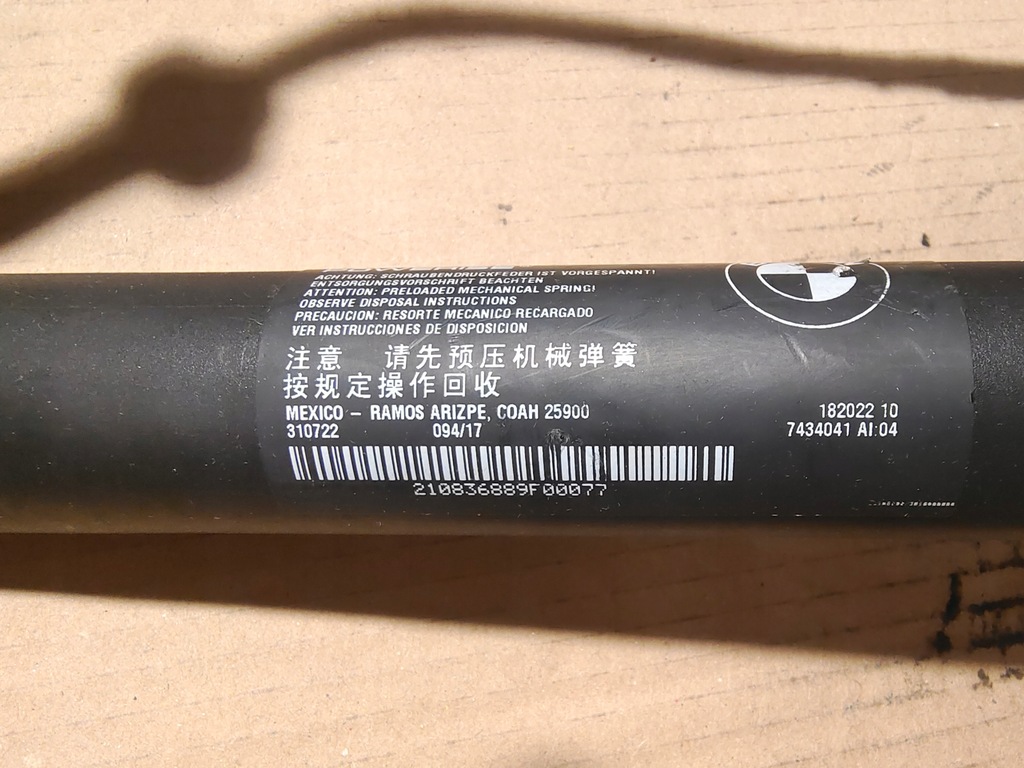 ACHTUNG: SCHRAUBENDRUCKFEDER IST VORGESPANNT!
ENTSORGUNGSVORSCHRIFT BEACHTEN
ATTENTION: PRELOADED MECHANICAL SPRING!
OBSERVE DISPOSAL INSTRUCTIONS
PRECAUCION: RESORTE MECANICO RECARGADO
VER INSTRUCCIONES DE DISPOSICION
注意 请先预压机械弹簧
按规定操作回收
MEXICO - RAMOS ARIZPE, COAH 25900
310722 094/17
210836889F00077
182022 10
7434041 AI:04